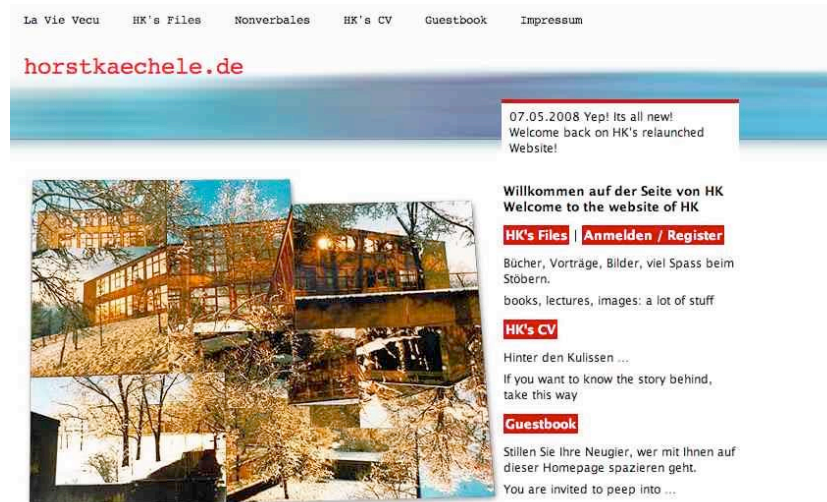 La Vie Vecu HK's Files Nonverbales HK's CV Guestbook Impressum
horstkaechele.de
07.05.2008 Yep! Its all new!
Welcome back on HK's relaunched
Website!
Willkommen auf der Seite von HK
Welcome to the website of HK
HK's Files | Anmelden / Register
Bücher, Vorträge, Bilder, viel Spass beim
Stöbern.
books, lectures, images: a lot of stuff
HK's CV
Hinter den Kulissen ...
If you want to know the story behind,
take this way
Guestbook
Stillen Sie Ihre Neugier, wer mit Ihnen auf
dieser Homepage spazieren geht.
You are invited to peep into ...